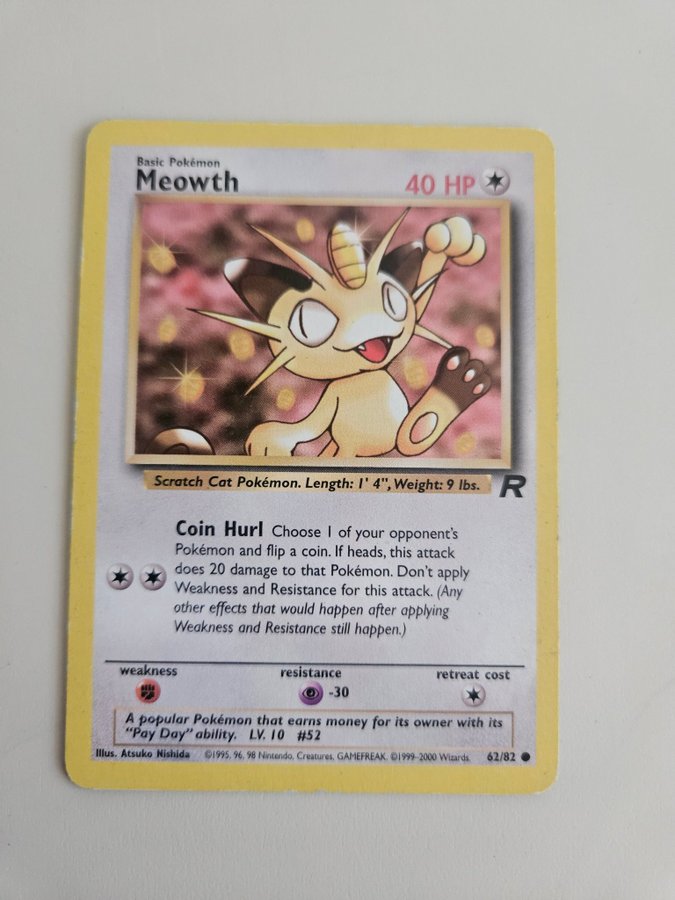 Basic Pokémon
Meowth
40 HP
Scratch Cat Pokémon. Length: 1' 4", Weight: 9 lbs.
R
Coin Hurl Choose 1 of your opponent's
Pokémon and flip a coin. If heads, this attack
does 20 damage to that Pokémon. Don't apply
Weakness and Resistance for this attack. (Any
other effects that would happen after applying
Weakness and Resistance still happen.)
weakness
resistance
retreat cost
-30
A popular Pokémon that earns money for its owner with its
"Pay Day" ability. LV. 10 #52
Illus. Atsuko Nishida ©1995, 96, 98 Nintendo, Creatures, GAMEFREAK. ©1999-2000 Wizards. 62/82